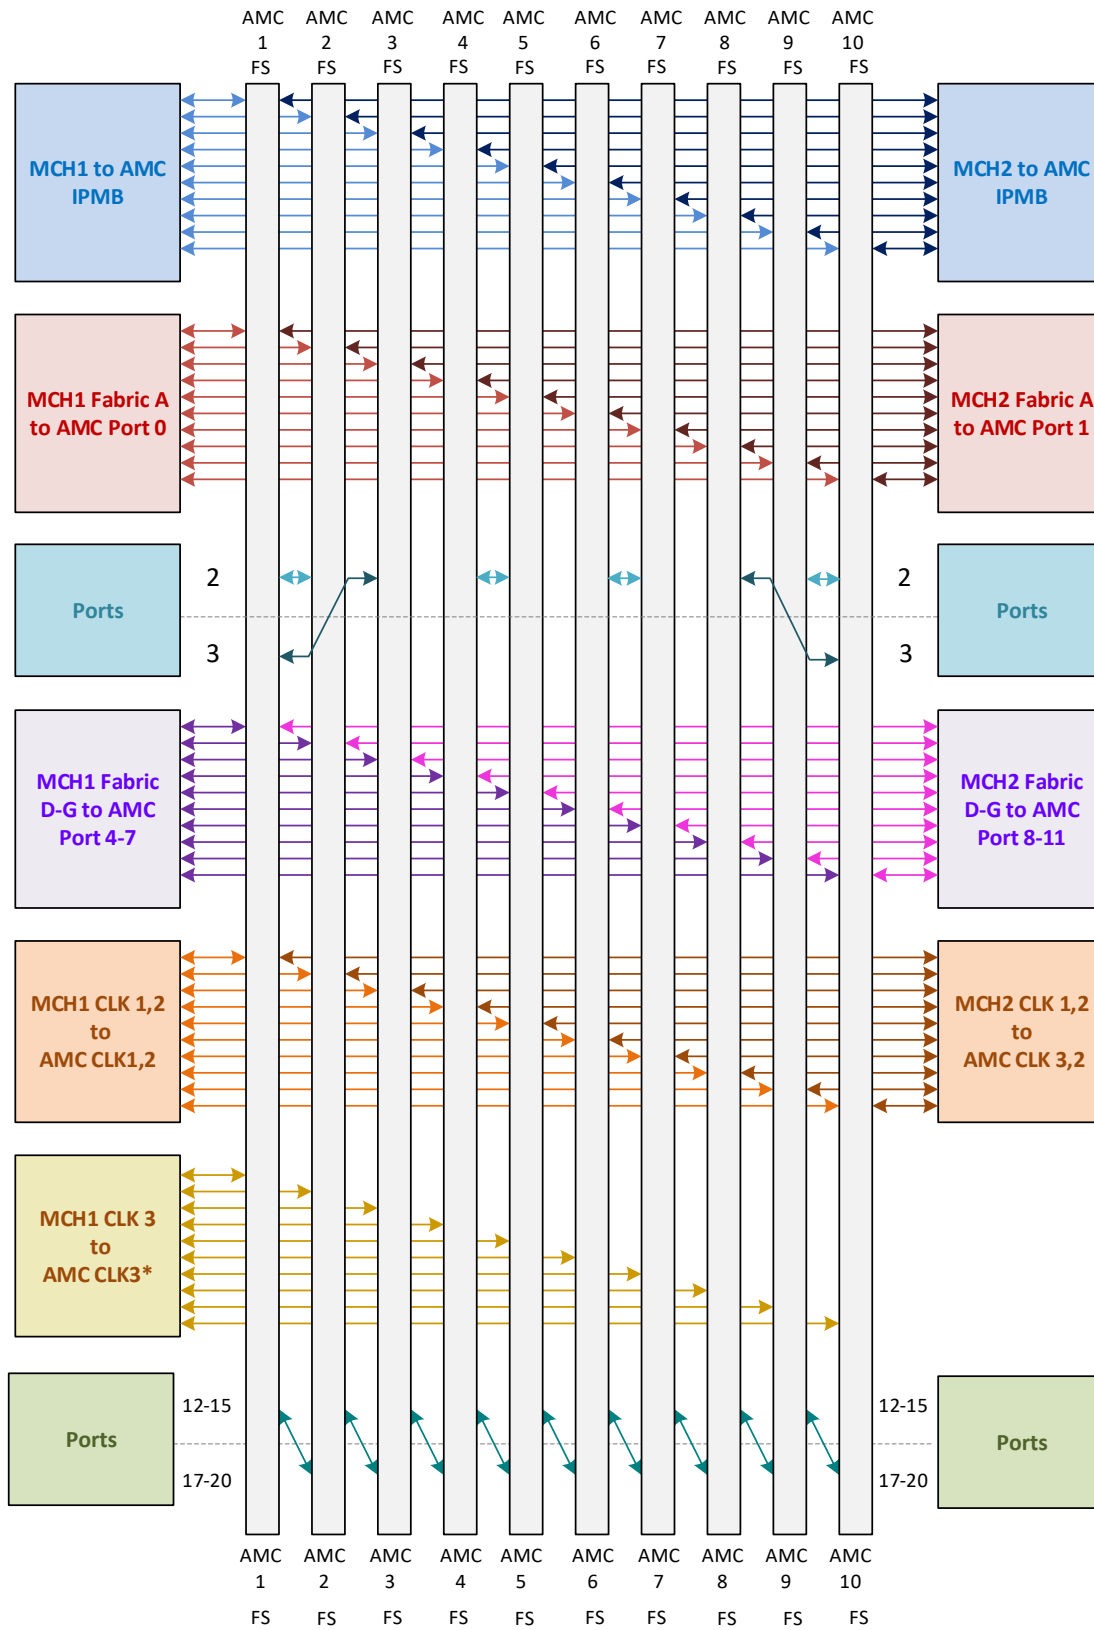 AMC AMC AMC AMC AMC AMC AMC AMC AMC AMC
1 2 3 4 5 6 7 8 9 10
FS FS FS FS FS FS FS FS FS FS
MCH1 to AMC
IPMB
MCH2 to AMC
IPMB
MCH1 Fabric A
to AMC Port 0
MCH2 Fabric A
to AMC Port 1
Ports
2
3
2
3
Ports
MCH1 Fabric
D-G to AMC
Port 4-7
MCH2 Fabric
D-G to AMC
Port 8-11
MCH1 CLK 1,2
to
AMC CLK1,2
MCH2 CLK 1,2
to
AMC CLK 3,2
MCH1 CLK 3
to
AMC CLK3*
Ports
12-15
17-20
12-15
17-20
Ports
AMC AMC AMC AMC AMC AMC AMC AMC AMC AMC
1 2 3 4 5 6 7 8 9 10
FS FS FS FS FS FS FS FS FS FS